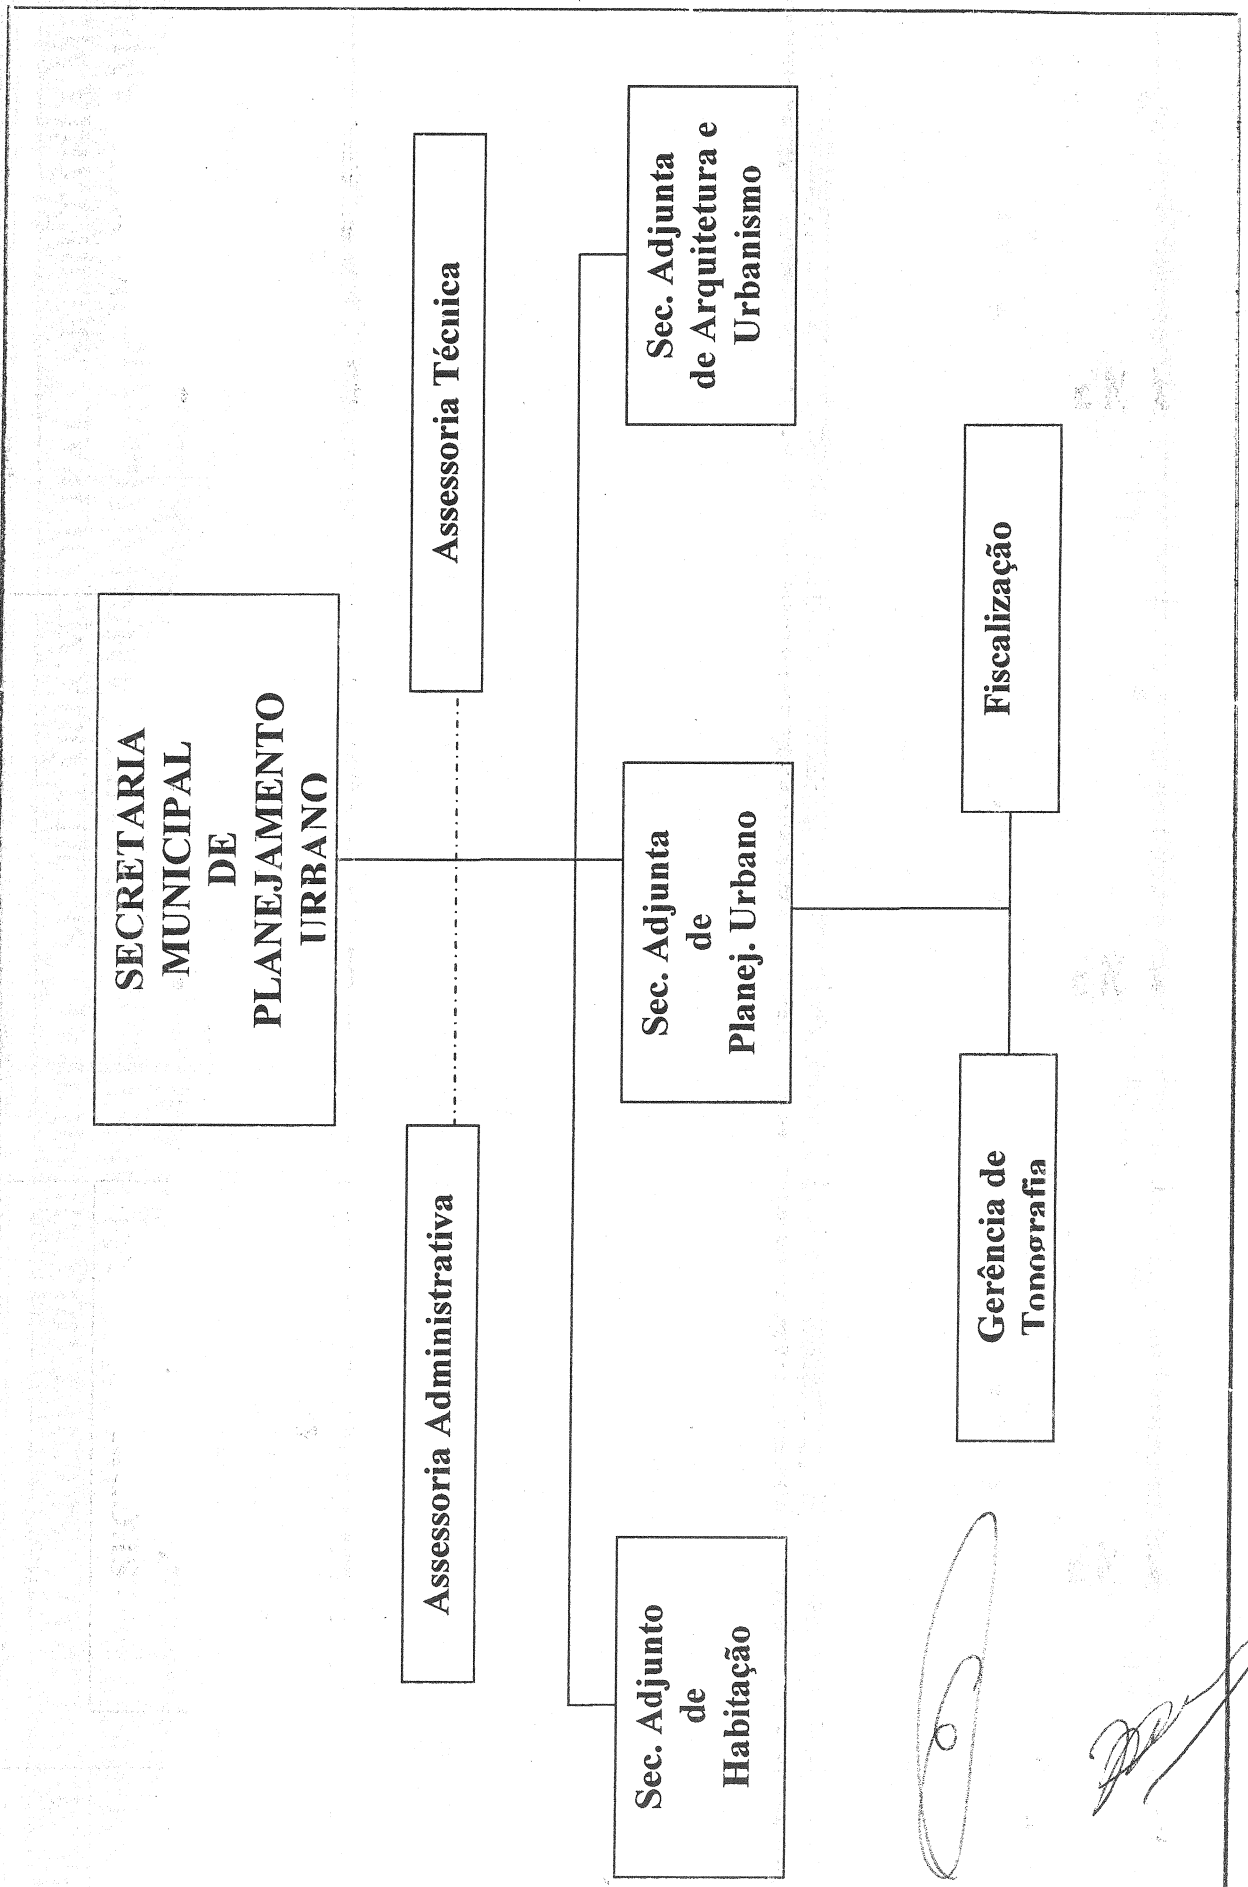 SECRETARIA
MUNICIPAL
DE
PLANEJAMENTO
URBANO
Assessoria Administrativa
Assessoria Técnica
Sec. Adjunto
de
Habitação
Sec. Adjunta
de
Planej. Urbano
Sec. Adjunta
de Arquitetura e
Urbanismo
Gerência de
Topografia
Fiscalização